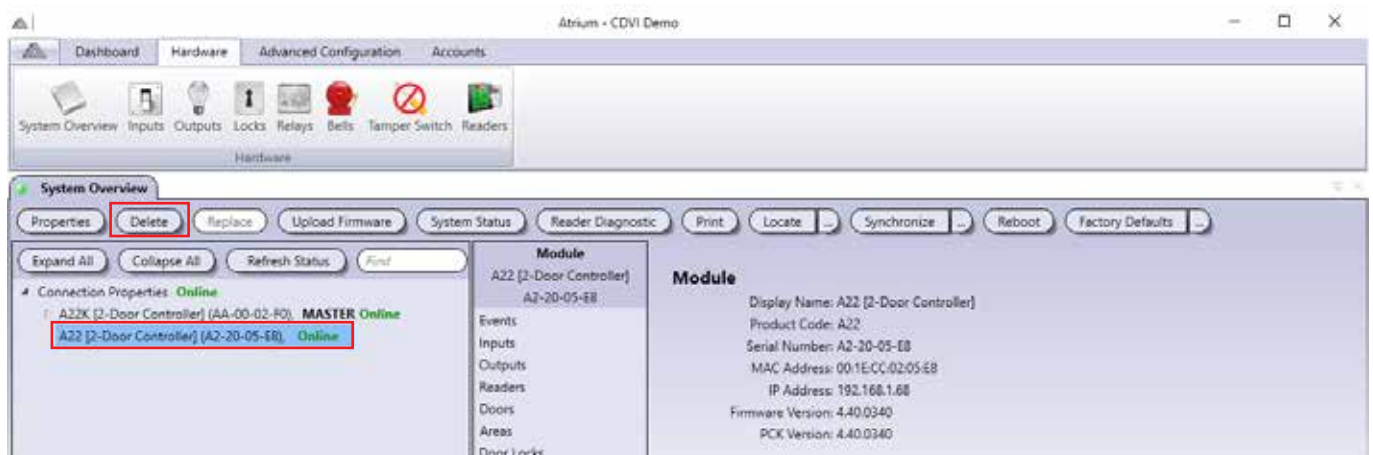 Atrium - CDVI Demo
Dashboard Hardware Advanced Configuration Accounts
System Overview Inputs Outputs Locks Relays Bells Tamper Switch Readers
Hardware
System Overview
Properties Delete Replace Upload Firmware System Status Reader Diagnostic Print Locate ... Synchronize ... Reboot Factory Defaults ...
Expand All Collapse All Refresh Status Find
Connection Properties Online
A22K [2-Door Controller] (AA-00-02-F0), MASTER Online
A22 [2-Door Controller] (A2-20-05-E8), Online
Module
A22 [2-Door Controller]
A2-20-05-E8
Events
Inputs
Outputs
Readers
Doors
Areas
Door Locks
Module
Display Name: A22 [2-Door Controller]
Product Code: A22
Serial Number: A2-20-05-E8
MAC Address: 00:1E:CC:02:05:E8
IP Address: 192.168.1.68
Firmware Version: 4.40.0340
PCK Version: 4.40.0340